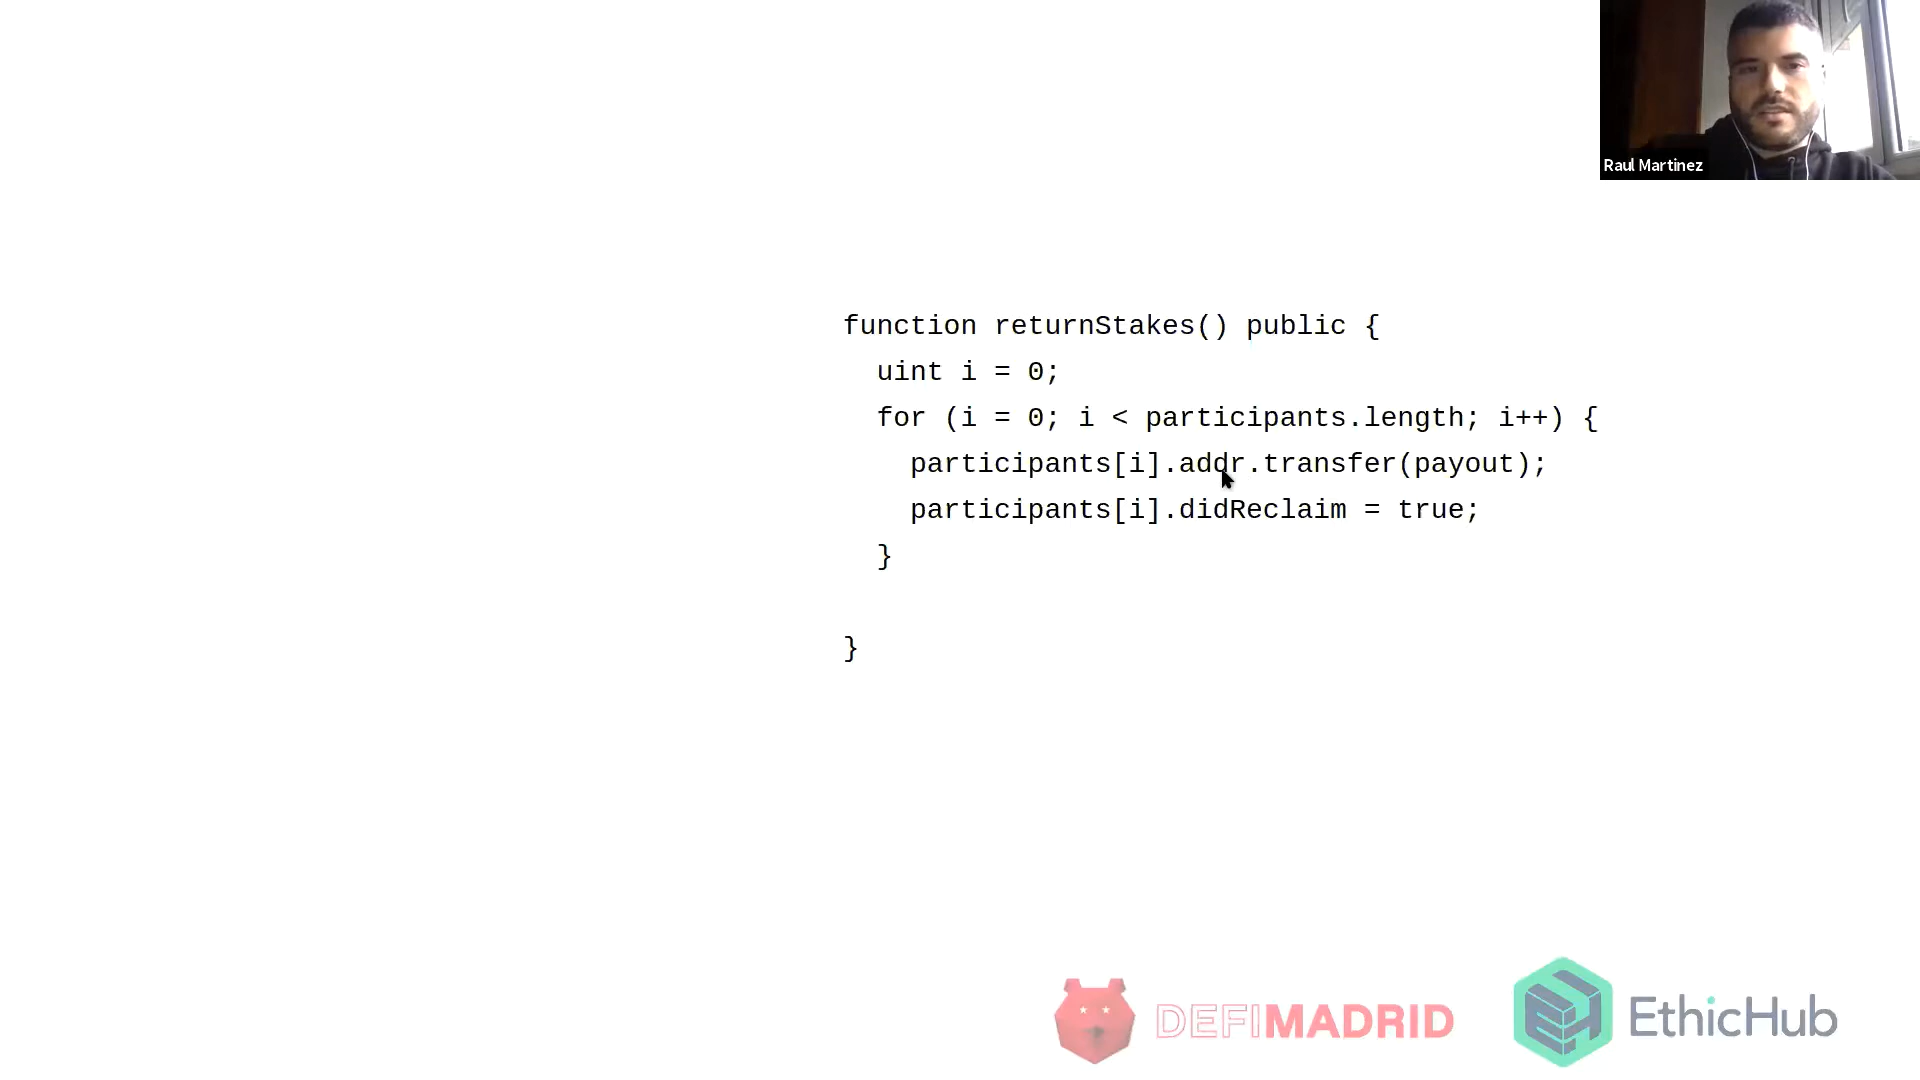 Raul Martinez
function returnStakes() public {
  uint i = 0;
  for (i = 0; i < participants.length; i++) {
    participants[i].addr.transfer(payout);
    participants[i].didReclaim = true;
  }
}
DEFIMADRID
EthicHub